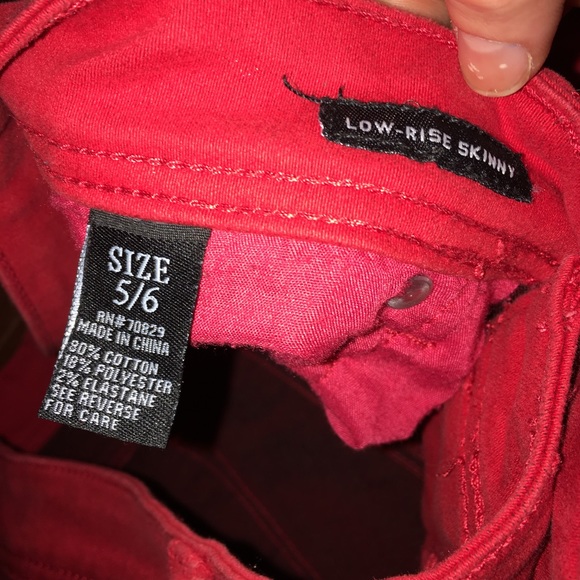 LOW-RISE SKINNY
SIZE
5/6
RN# 70829
MADE IN CHINA
80% COTTON
18% POLYESTER
2% ELASTANE
SEE REVERSE
FOR CARE